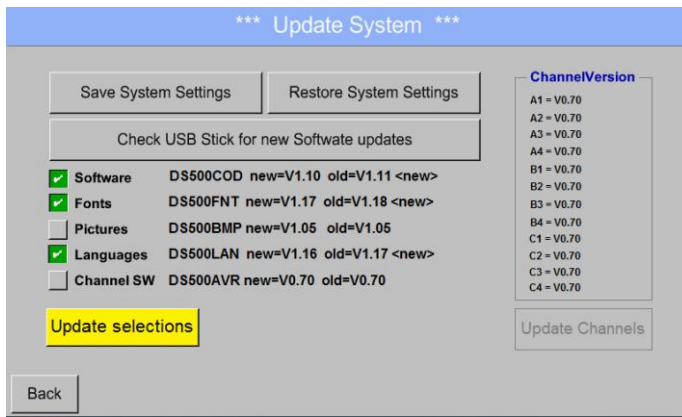 *** Update System ***
Save System Settings
Restore System Settings
Check USB Stick for new Softwate updates
Software DS500COD new=V1.10 old=V1.11 <new>
Fonts DS500FNT new=V1.17 old=V1.18 <new>
Pictures DS500BMP new=V1.05 old=V1.05
Languages DS500LAN new=V1.16 old=V1.17 <new>
Channel SW DS500AVR new=V0.70 old=V0.70
Update selections
Back
ChannelVersion
A1 = V0.70
A2 = V0.70
A3 = V0.70
A4 = V0.70
B1 = V0.70
B2 = V0.70
B3 = V0.70
B4 = V0.70
C1 = V0.70
C2 = V0.70
C3 = V0.70
C4 = V0.70
Update Channels